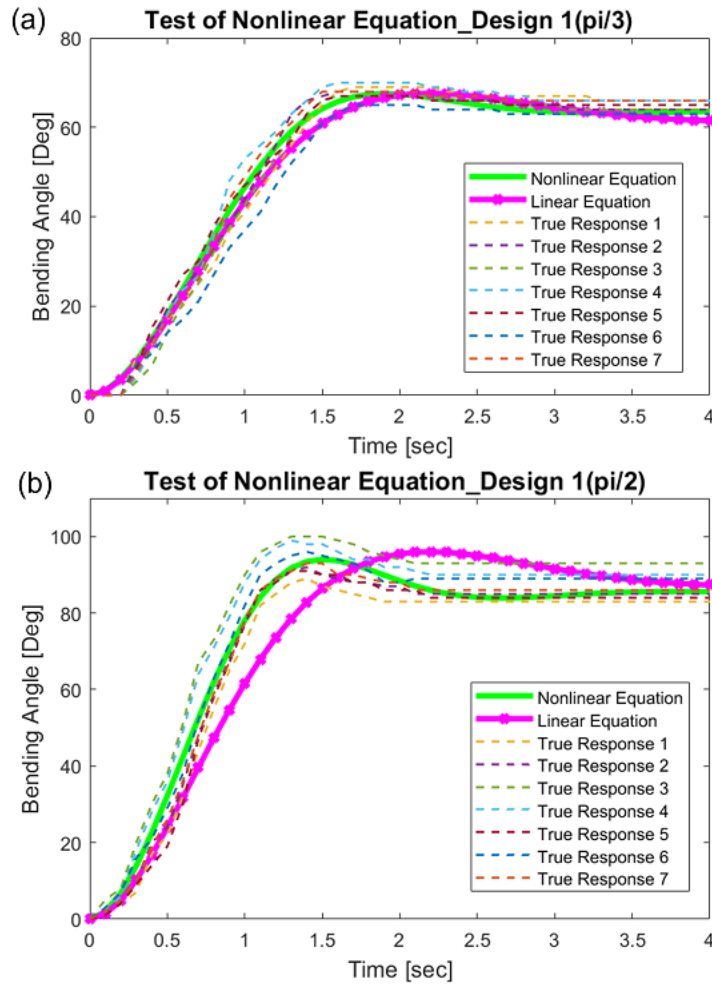 (a)
Test of Nonlinear Equation_Design 1(pi/3)
80
60
40
20
0
Bending Angle [Deg]
Nonlinear Equation
Linear Equation
True Response 1
True Response 2
True Response 3
True Response 4
True Response 5
True Response 6
True Response 7
0 0.5 1 1.5 2 2.5 3 3.5 4
Time [sec]
(b)
Test of Nonlinear Equation_Design 1(pi/2)
100
80
60
40
20
0
Bending Angle [Deg]
Nonlinear Equation
Linear Equation
True Response 1
True Response 2
True Response 3
True Response 4
True Response 5
True Response 6
True Response 7
0 0.5 1 1.5 2 2.5 3 3.5 4
Time [sec]